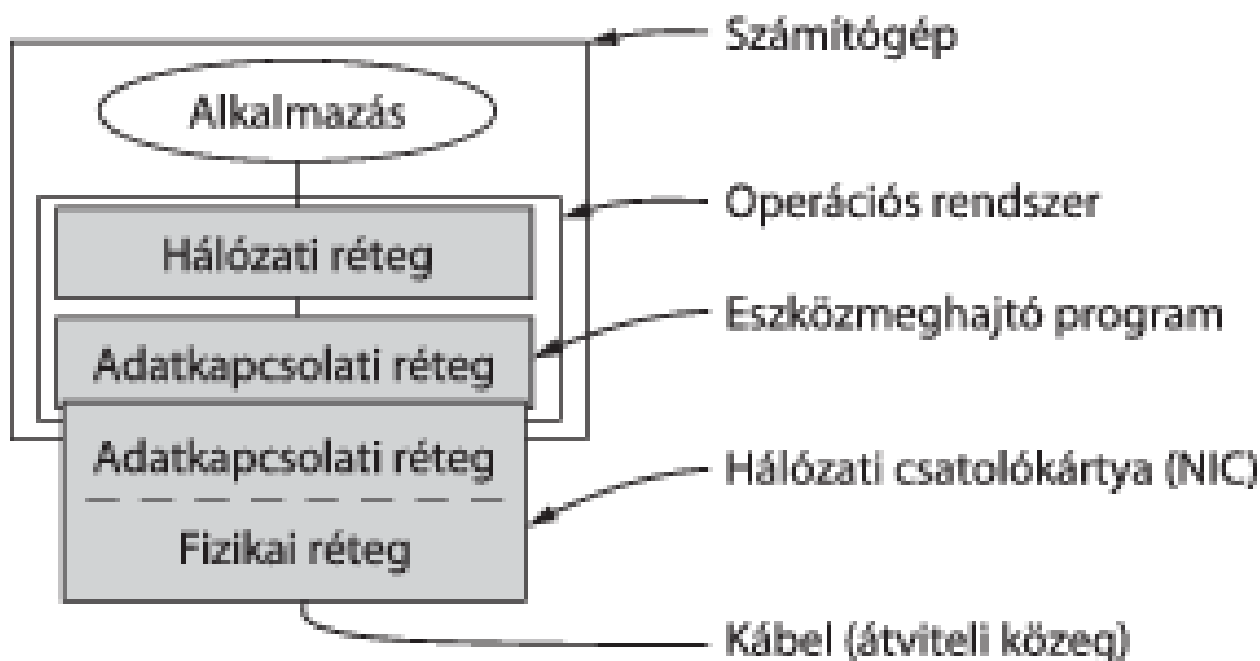 Számítógép
Alkalmazás
Operációs rendszer
Hálózati réteg
Eszközmeghajtó program
Adatkapcsolati réteg
Adatkapcsolati réteg
Hálózati csatolókártya (NIC)
Fizikai réteg
Kábel (átviteli közeg)